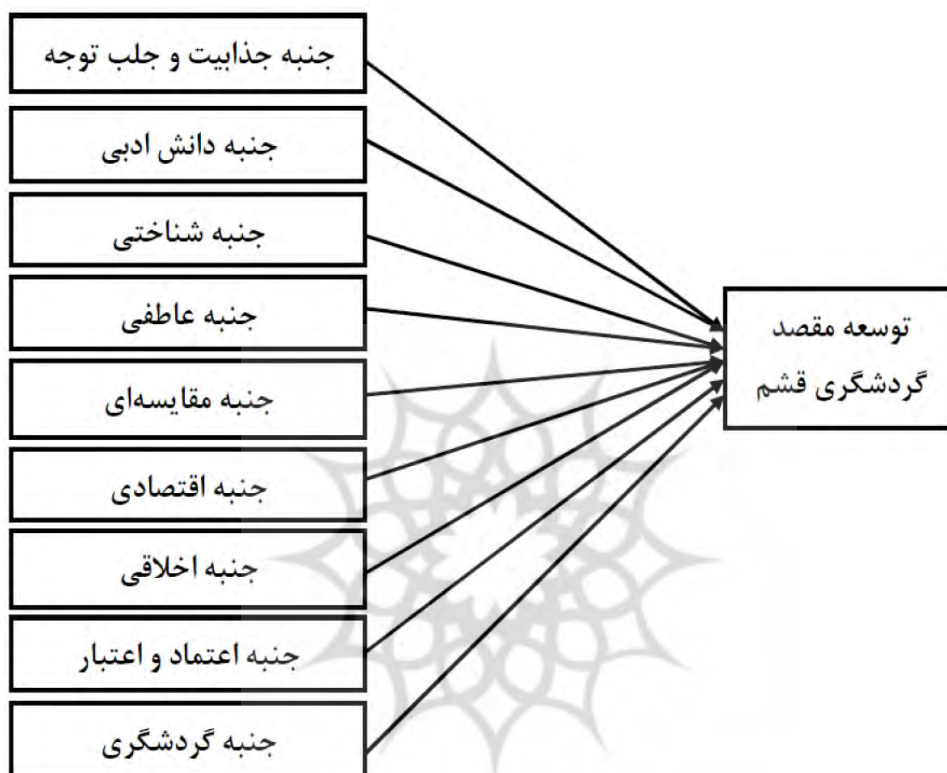 جنبه جذابیت و جلب توجه
جنبه دانش ادبی
جنبه شناختی
جنبه عاطفی
جنبه مقایسه‌ای
جنبه اقتصادی
جنبه اخلاقی
جنبه اعتماد و اعتبار
جنبه گردشگری
توسعه مقصد
گردشگری قشم